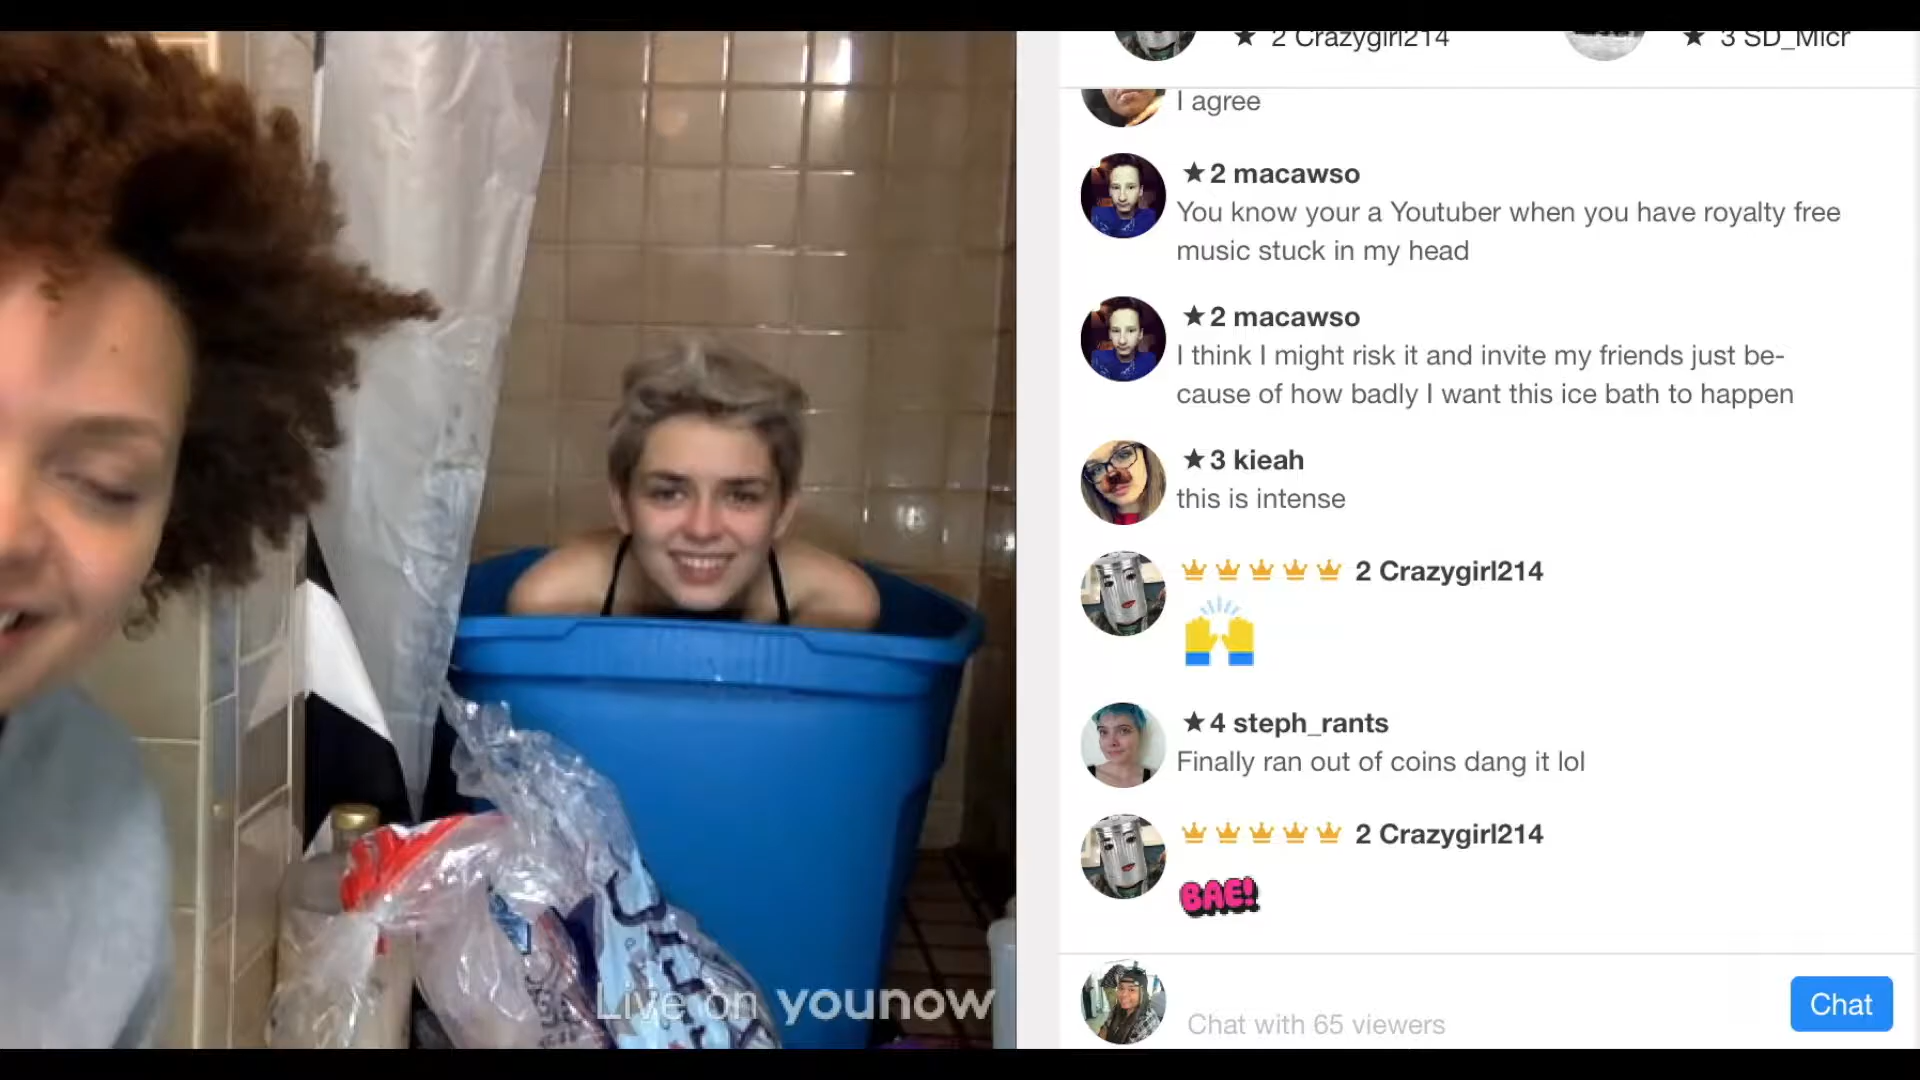 ★ 2 Crazygirl214
★ 3 SD_Micr
I agree
★2 macawso
You know your a Youtuber when you have royalty free
music stuck in my head
★2 macawso
I think I might risk it and invite my friends just be-
cause of how badly I want this ice bath to happen
★3 kieah
this is intense
2 Crazygirl214
★4 steph_rants
Finally ran out of coins dang it lol
2 Crazygirl214
BAE!
Live on younow
Chat with 65 viewers
Chat